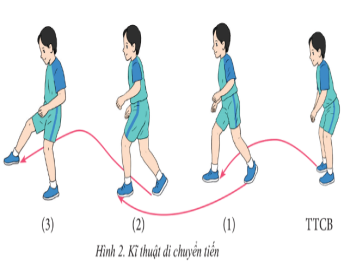 (3) (2) (1) TTCB
Hình 2. Kĩ thuật di chuyển tiến